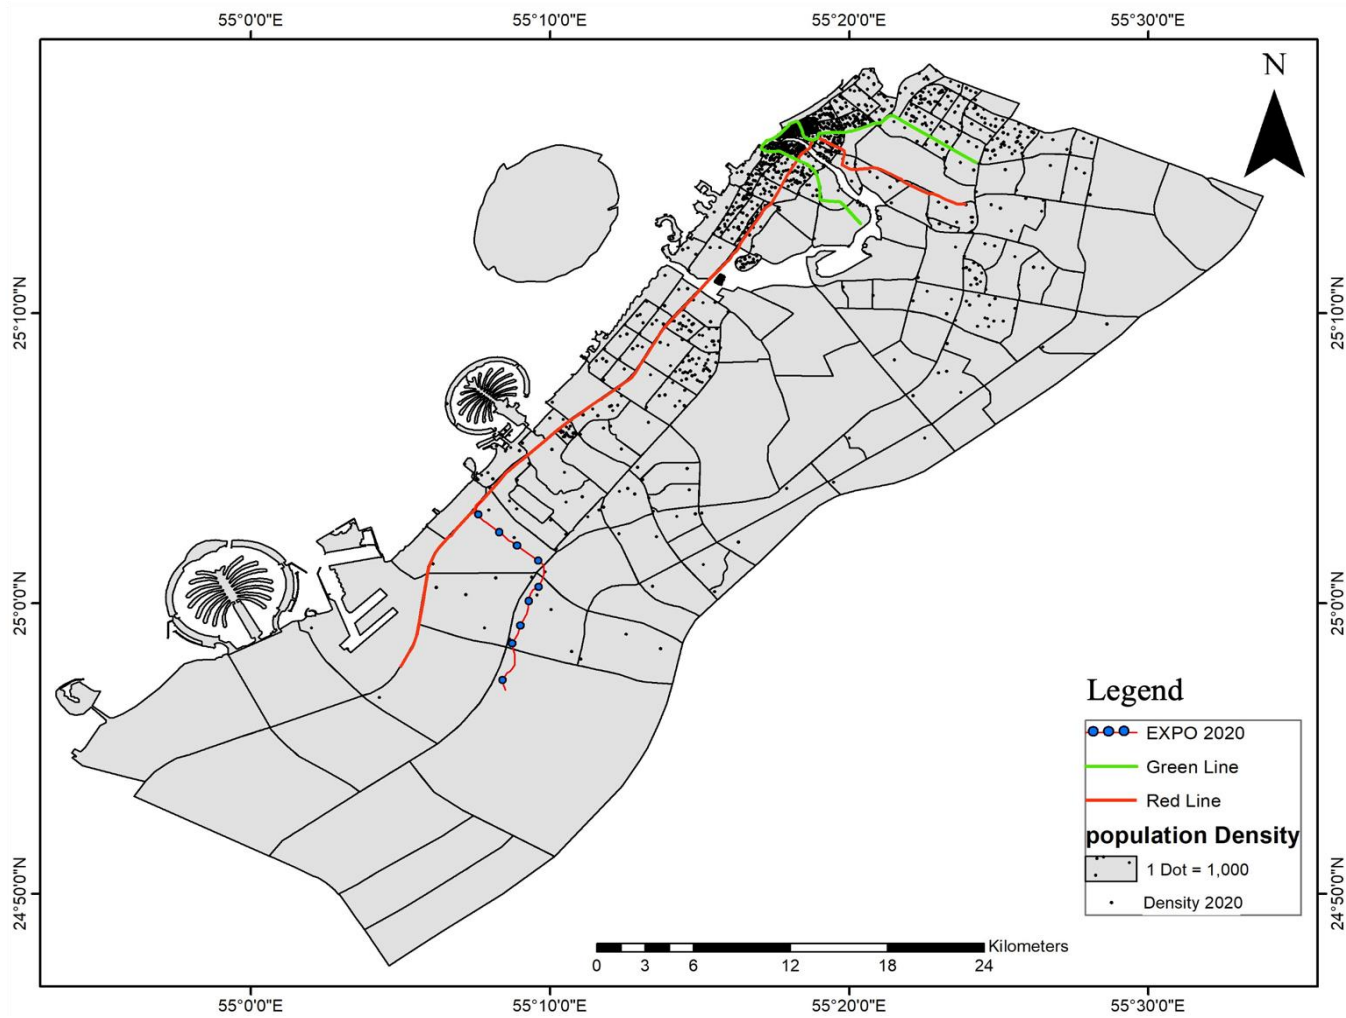 55°0'0"E 55°10'0"E 55°20'0"E 55°30'0"E
N
25°10'0"N 25°10'0"N
25°0'0"N 25°0'0"N
Legend
EXPO 2020
Green Line
Red Line
population Density
1 Dot = 1,000
Density 2020
24°50'0"N 24°50'0"N
Kilometers
0 3 6 12 18 24
55°0'0"E 55°10'0"E 55°20'0"E 55°30'0"E